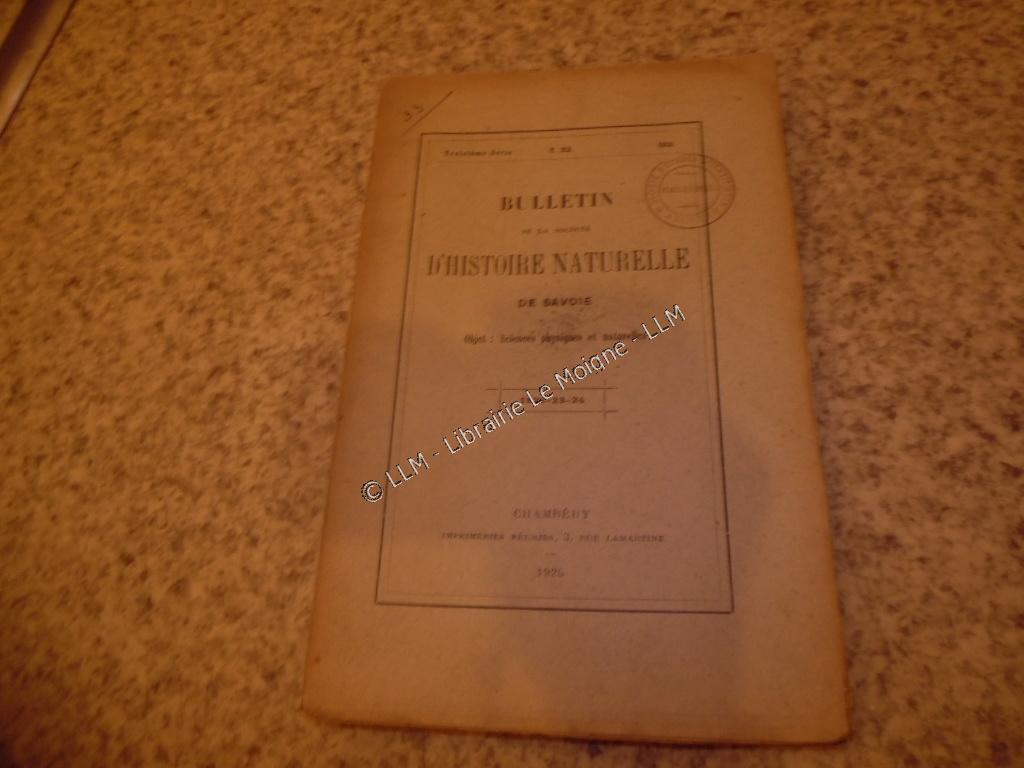 Troisième Série
BULLETIN
DE LA SOCIÉTÉ
D'HISTOIRE NATURELLE
DE SAVOIE
Objet : Sciences physiques et
23-24
CHAMBÉRY
IMPRIMERIES RÉUNIES, 3, RUE LAMARTINE
1925
© LLM - Librairie Le Moigne - LLM